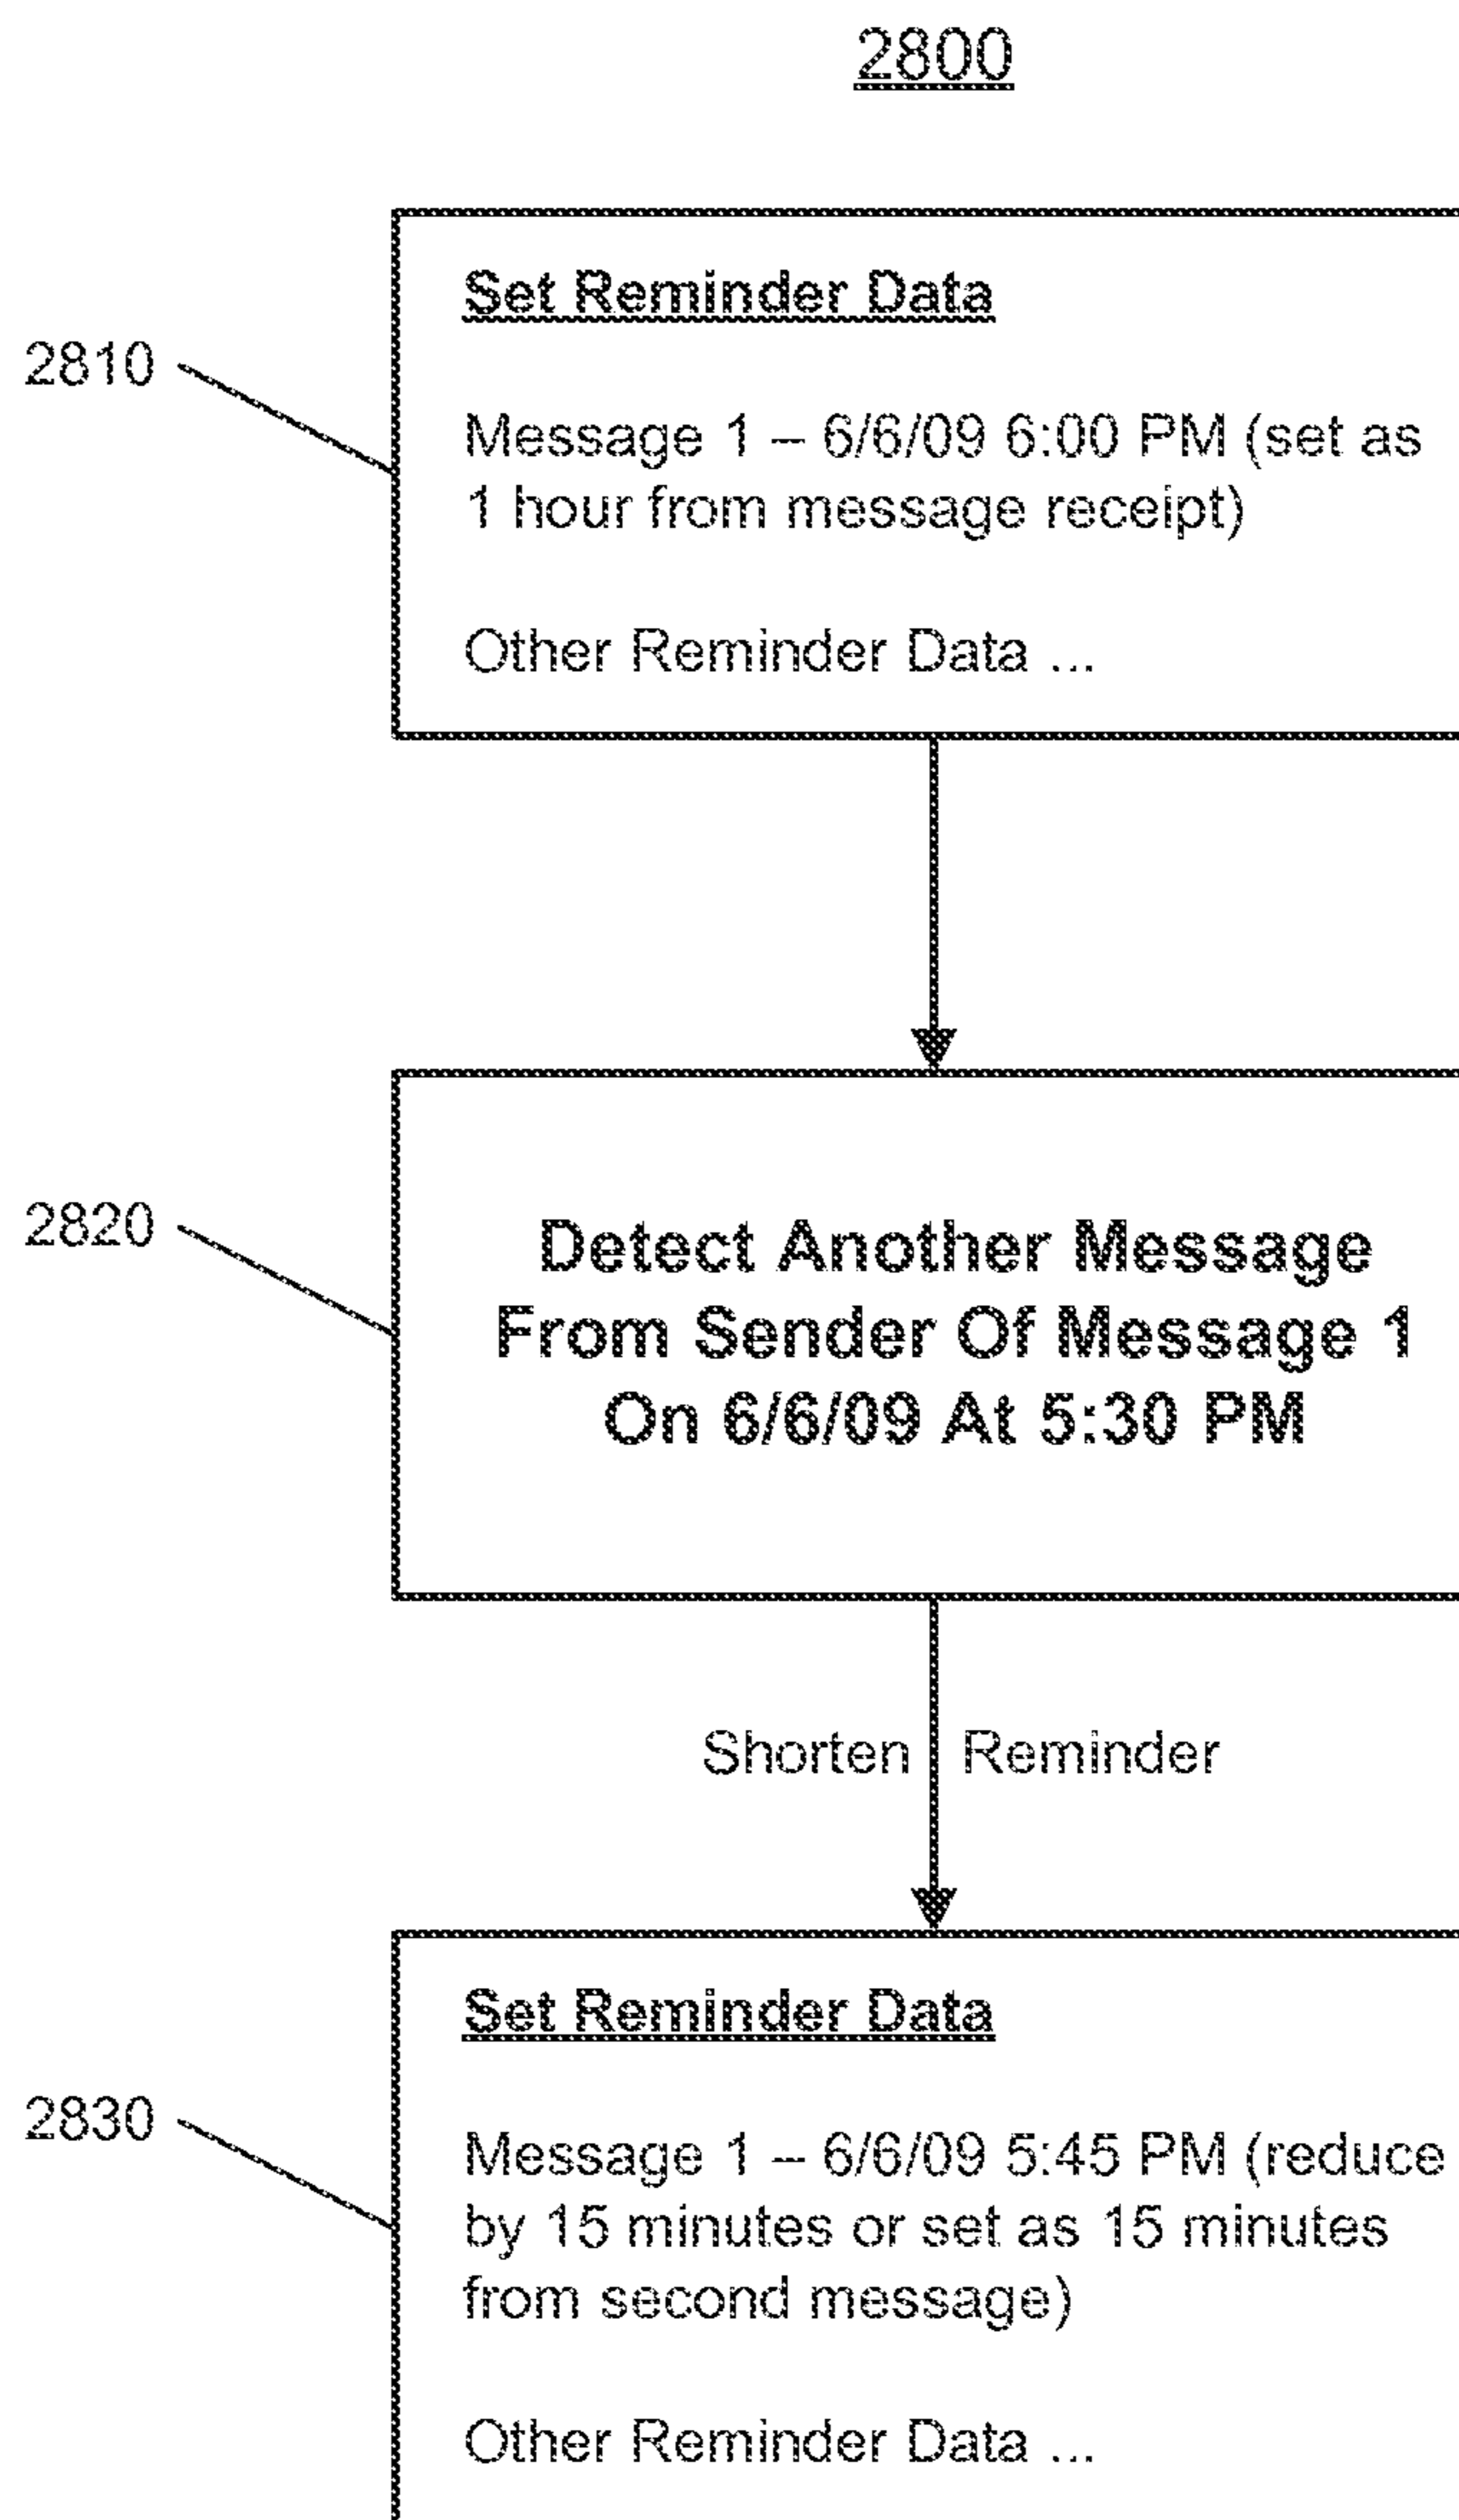 2800
2810
Set Reminder Data
Message 1 – 6/6/09 6:00 PM (set as
1 hour from message receipt)
Other Reminder Data ...
2820
Detect Another Message
From Sender Of Message 1
On 6/6/09 At 5:30 PM
Shorten Reminder
2830
Set Reminder Data
Message 1 – 6/6/09 5:45 PM (reduce
by 15 minutes or set as 15 minutes
from second message)
Other Reminder Data ...